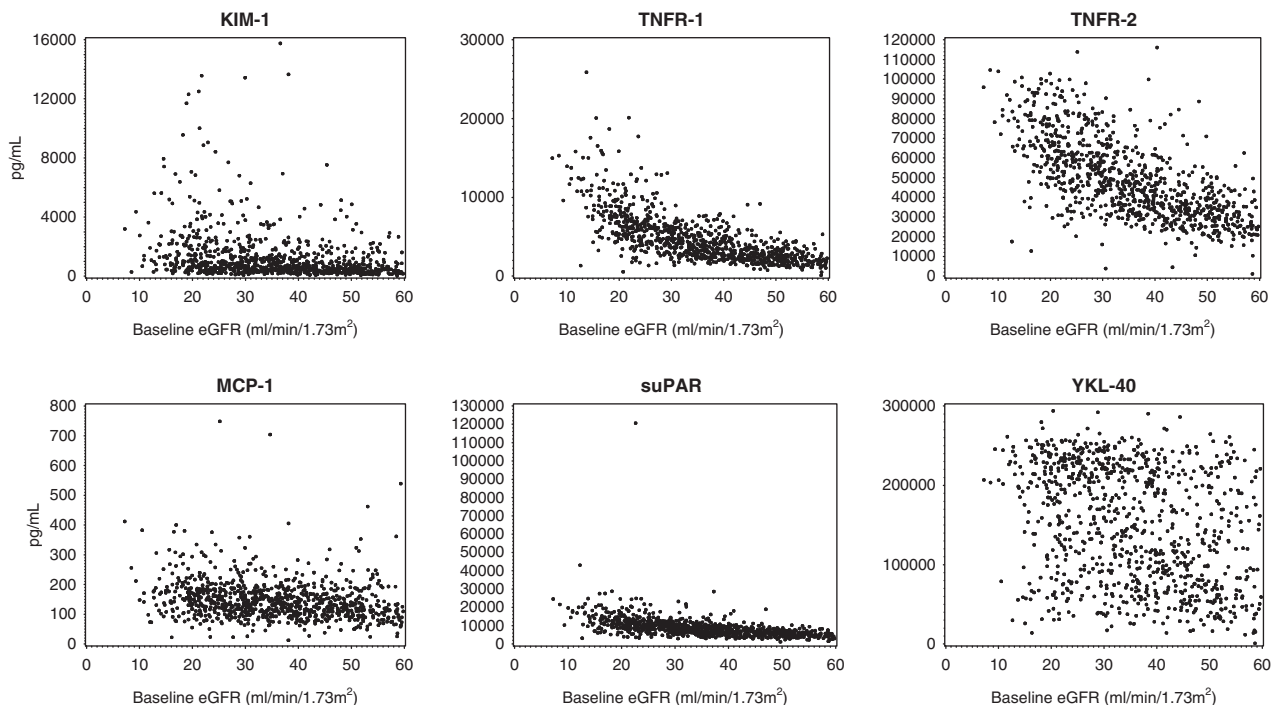 KIM-1
16000
12000
8000
4000
0
pg/mL
0 10 20 30 40 50 60
Baseline eGFR (ml/min/1.73m²)
TNFR-1
30000
20000
10000
0
0 10 20 30 40 50 60
Baseline eGFR (ml/min/1.73m²)
TNFR-2
120000
110000
100000
90000
80000
70000
60000
50000
40000
30000
20000
10000
0
0 10 20 30 40 50 60
Baseline eGFR (ml/min/1.73m²)
MCP-1
800
700
600
500
400
300
200
100
0
pg/mL
0 10 20 30 40 50 60
Baseline eGFR (ml/min/1.73m²)
suPAR
130000
120000
110000
100000
90000
80000
70000
60000
50000
40000
30000
20000
10000
0
0 10 20 30 40 50 60
Baseline eGFR (ml/min/1.73m²)
YKL-40
300000
200000
100000
0
0 10 20 30 40 50 60
Baseline eGFR (ml/min/1.73m²)